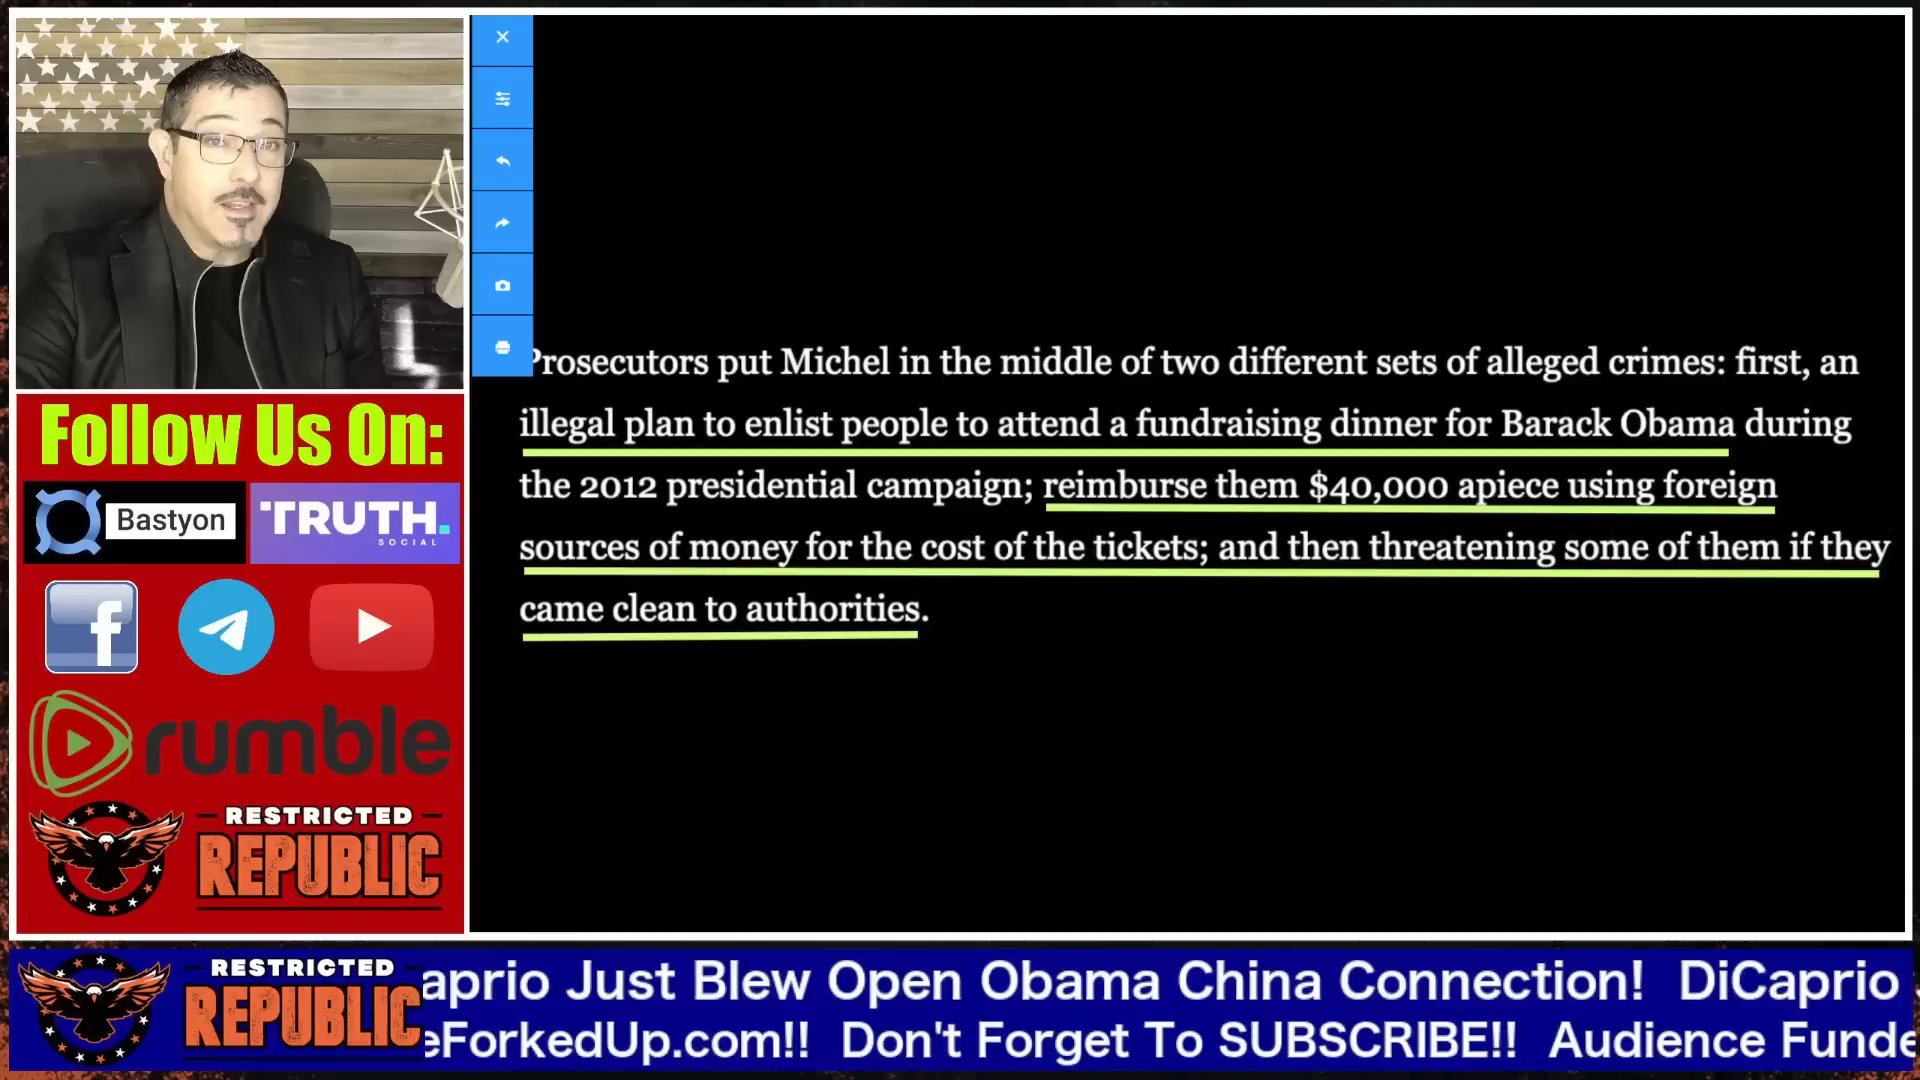 Prosecutors put Michel in the middle of two different sets of alleged crimes: first, an
illegal plan to enlist people to attend a fundraising dinner for Barack Obama during
the 2012 presidential campaign; reimburse them $40,000 apiece using foreign
sources of money for the cost of the tickets; and then threatening some of them if they
came clean to authorities.
Follow Us On:
Bastyon
TRUTH.
SOCIAL
f
rumble
RESTRICTED
REPUBLIC
RESTRICTED
REPUBLIC
aprio Just Blew Open Obama China Connection! DiCaprio
eForkedUp.com!! Don't Forget To SUBSCRIBE!! Audience Funde